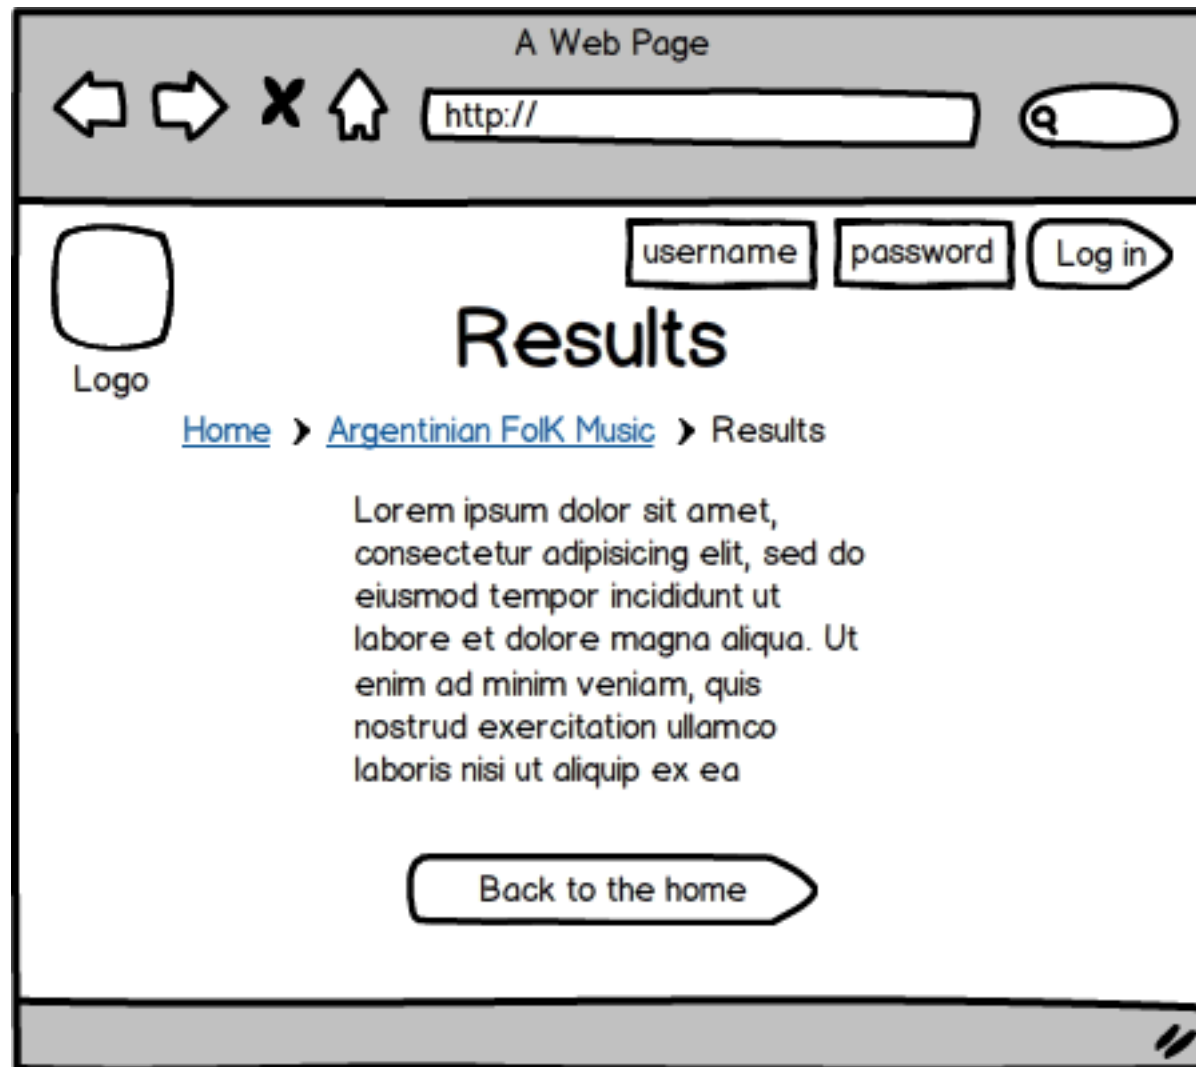 A Web Page
http://
username password Log in
Logo
Results
Home > Argentinian FolK Music > Results
Lorem ipsum dolor sit amet,
consectetur adipisicing elit, sed do
eiusmod tempor incididunt ut
labore et dolore magna aliqua. Ut
enim ad minim veniam, quis
nostrud exercitation ullamco
laboris nisi ut aliquip ex ea
Back to the home